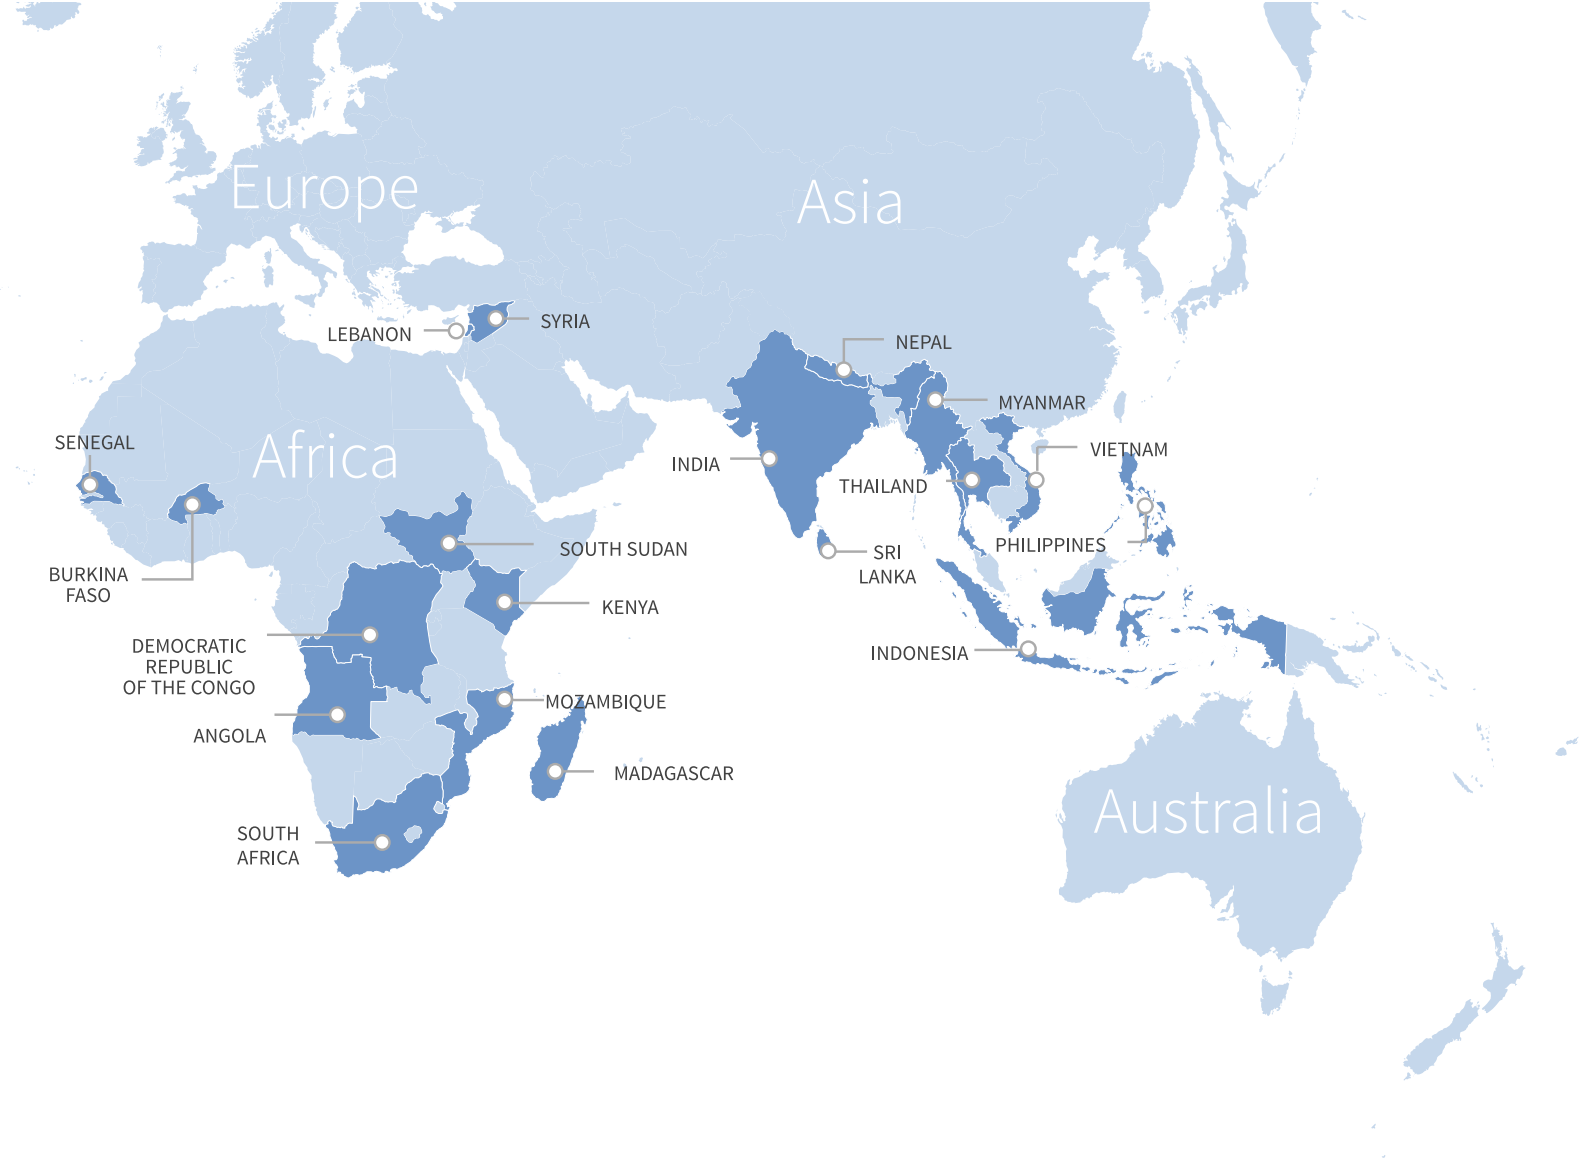 Europe
Asia
LEBANON
SYRIA
NEPAL
MYANMAR
SENEGAL
Africa
VIETNAM
INDIA
THAILAND
SOUTH SUDAN
PHILIPPINES
SRI
LANKA
BURKINA
FASO
KENYA
DEMOCRATIC
REPUBLIC
OF THE CONGO
INDONESIA
MOZAMBIQUE
ANGOLA
MADAGASCAR
Australia
SOUTH
AFRICA